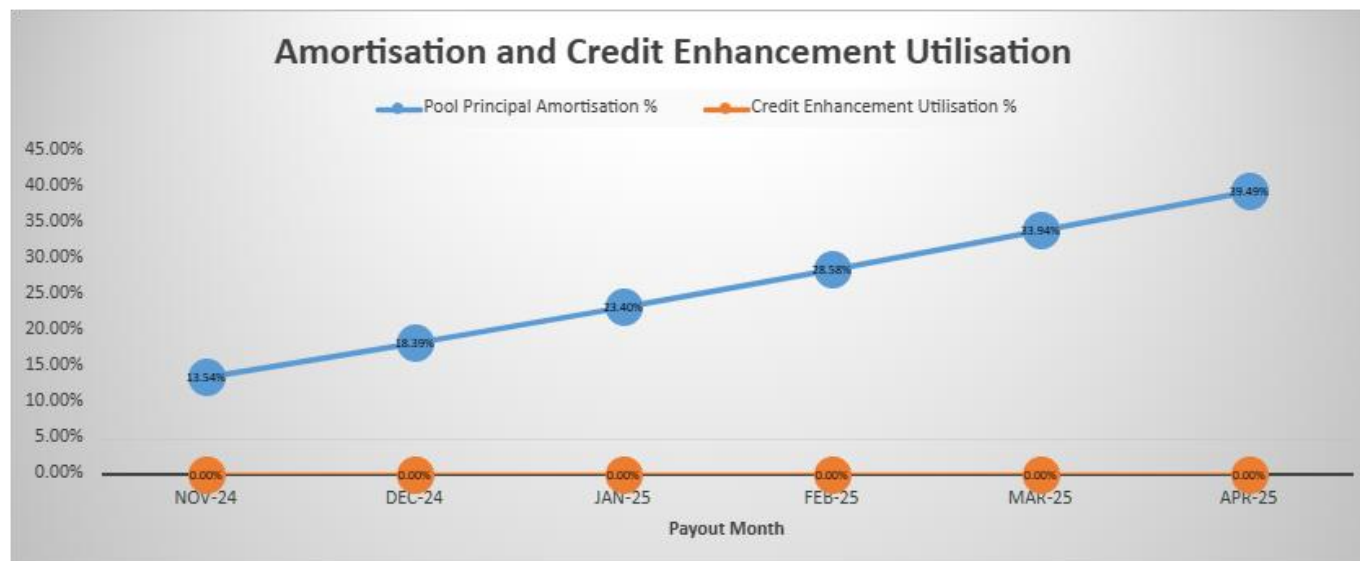 Amortisation and Credit Enhancement Utilisation
Pool Principal Amortisation % Credit Enhancement Utilisation %
45.00%
40.00%
35.00%
30.00%
25.00%
20.00%
15.00%
10.00%
5.00%
0.00%
13.54% 18.39% 23.40% 28.58% 33.94% 39.49%
0.00% 0.00% 0.00% 0.00% 0.00% 0.00%
NOV-24 DEC-24 JAN-25 FEB-25 MAR-25 APR-25
Payout Month